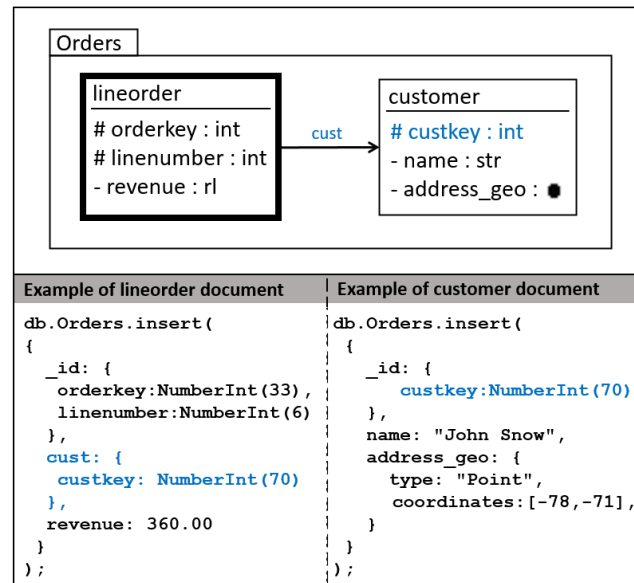 Orders
lineorder
# orderkey : int
# linenumber : int
- revenue : rl
cust
customer
# custkey : int
- name : str
- address_geo :
Example of lineorder document
db.Orders.insert(
{
_id: {
orderkey:NumberInt(33),
linenumber:NumberInt(6)
},
cust: {
custkey: NumberInt(70)
},
revenue: 360.00
}
);
Example of customer document
db.Orders.insert(
{
_id: {
custkey:NumberInt(70)
},
name: "John Snow",
address_geo: {
type: "Point",
coordinates:[-78,-71],
}
}
);